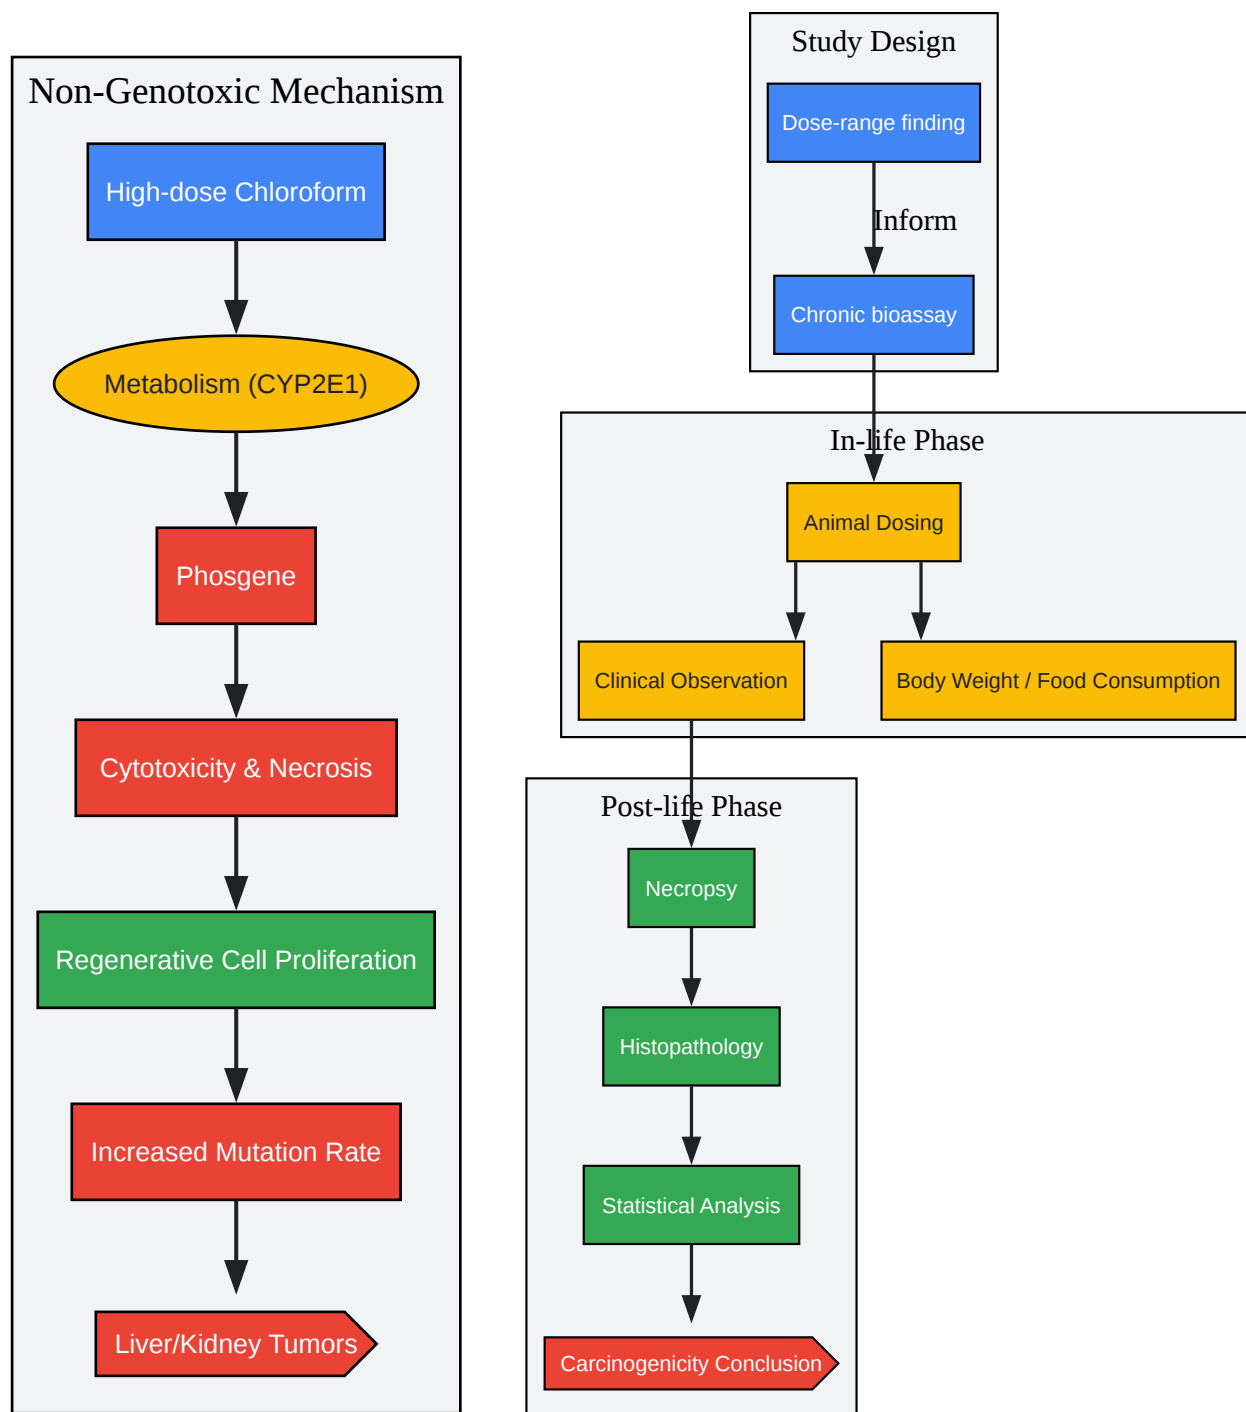 Non-Genotoxic Mechanism
High-dose Chloroform
Metabolism (CYP2E1)
Phosgene
Cytotoxicity & Necrosis
Regenerative Cell Proliferation
Increased Mutation Rate
Liver/Kidney Tumors
Study Design
Dose-range finding
Inform
Chronic bioassay
In-life Phase
Animal Dosing
Clinical Observation
Body Weight / Food Consumption
Post-life Phase
Necropsy
Histopathology
Statistical Analysis
Carcinogenicity Conclusion